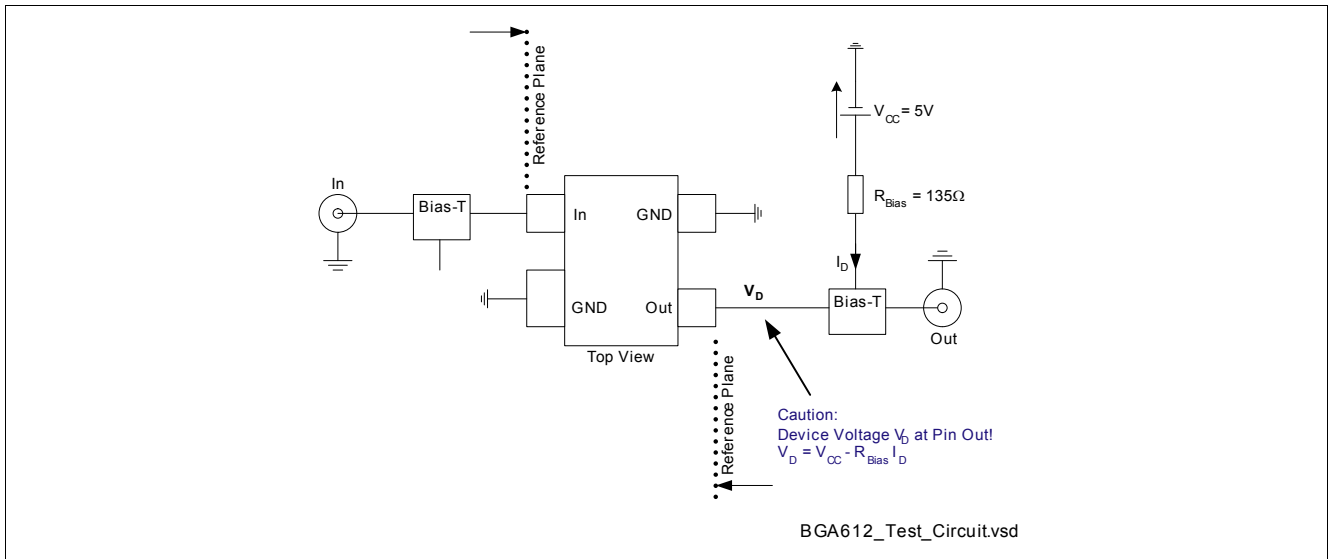 Reference Plane
V_CC = 5V
In
Bias-T
In
GND
R_Bias = 135Ω
I_D
GND
Out
V_D
Bias-T
Out
Top View
Reference Plane
Caution:
Device Voltage V_D at Pin Out!
V_D = V_CC - R_Bias I_D
BGA612_Test_Circuit.vsd